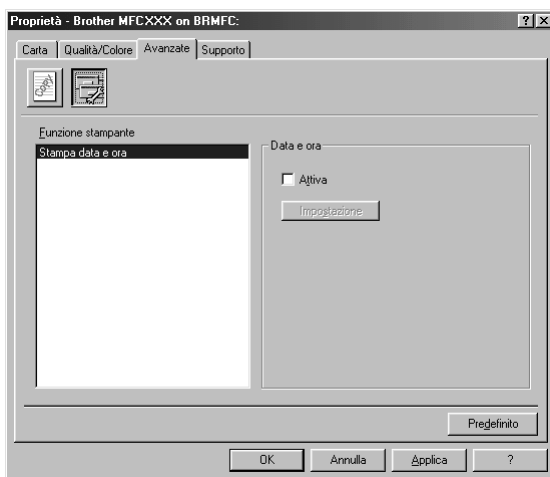 Proprietà - Brother MFCXXX on BRMFC: ? ×
Carta Qualità/Colore Avanzate Supporto
Copy
Funzione stampante
Stampa data e ora
Data e ora
Attiva
Impostazione
Predefinito
OK Annulla Applica ?